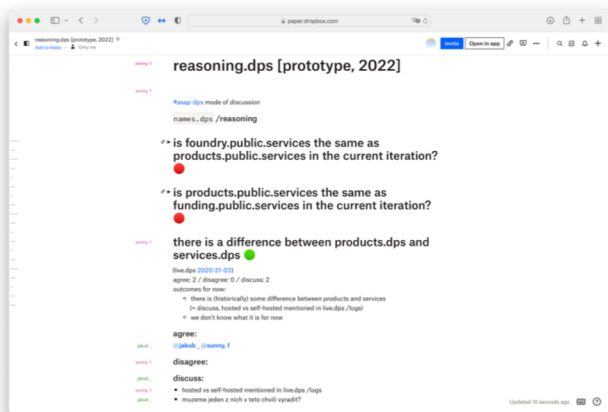 paper.dropbox.com
reasoning.dps [prototype, 2022]
Add to folder
Only me
Invite
Open in app
sunny, 1
reasoning.dps [prototype, 2022]
sunny, 1
#asap-dps mode of discussion
names.dps /reasoning
is foundry.public.services the same as
products.public.services in the current iteration?
is products.public.services the same as
funding.public.services in the current iteration?
sunny, 1
there is a difference between products.dps and
services.dps
(live.dps 2020-21-03)
agree: 2 / disagree: 0 / discuss: 2
outcomes for now:
there is (historically) some difference between products and services
(+ discuss, hosted vs self-hosted mentioned in live.dps /logs)
we don't know what it is for now
agree:
jakub_
@jakub_ @sunny, 1
sunny, 1
disagree:
jakub_
discuss:
sunny, 1
hosted vs self-hosted mentioned in live.dps /logs
jakub_
muzeme jeden z nich v teto chvili vyradit?
Updated 10 seconds ago